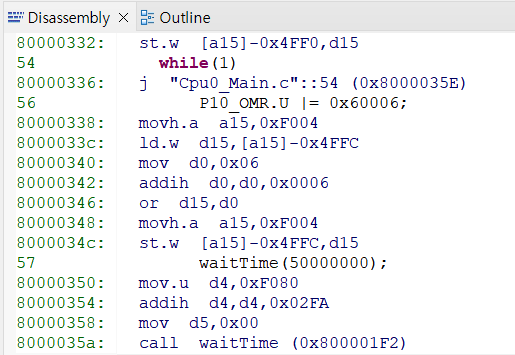 Disassembly × Outline
80000332: st.w [a15]-0x4FF0,d15
54 while(1)
80000336: j "Cpu0_Main.c"::54 (0x8000035E)
56 P10_OMR.U |= 0x60006;
80000338: movh.a a15,0xF004
8000033c: ld.w d15,[a15]-0x4FFC
80000340: mov d0,0x06
80000342: addih d0,d0,0x0006
80000346: or d15,d0
80000348: movh.a a15,0xF004
8000034c: st.w [a15]-0x4FFC,d15
57 waitTime(50000000);
80000350: mov.u d4,0xF080
80000354: addih d4,d4,0x02FA
80000358: mov d5,0x00
8000035a: call waitTime (0x800001F2)